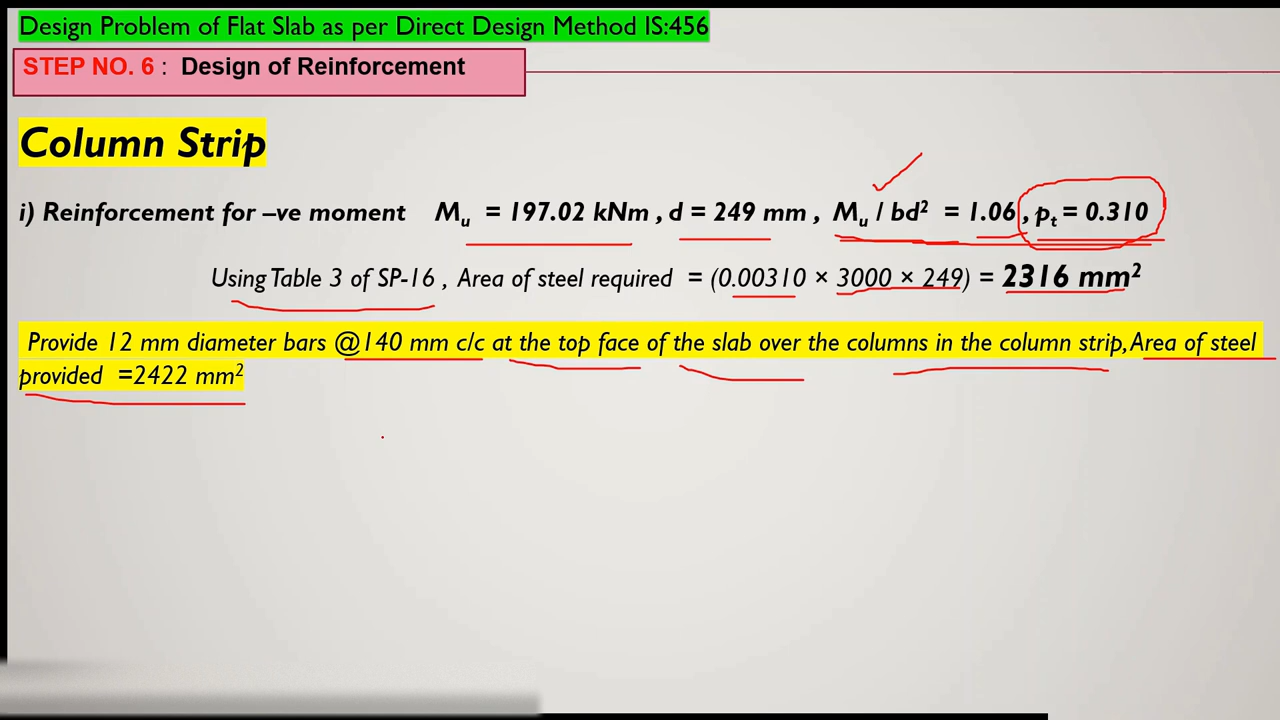 Design Problem of Flat Slab as per Direct Design Method IS:456
STEP NO. 6 : Design of Reinforcement
Column Strip
i) Reinforcement for –ve moment Mu = 197.02 kNm , d = 249 mm , Mu / bd² = 1.06 , pt = 0.310
Using Table 3 of SP-16 , Area of steel required = (0.00310 × 3000 × 249) = 2316 mm²
Provide 12 mm diameter bars @140 mm c/c at the top face of the slab over the columns in the column strip, Area of steel
provided =2422 mm²